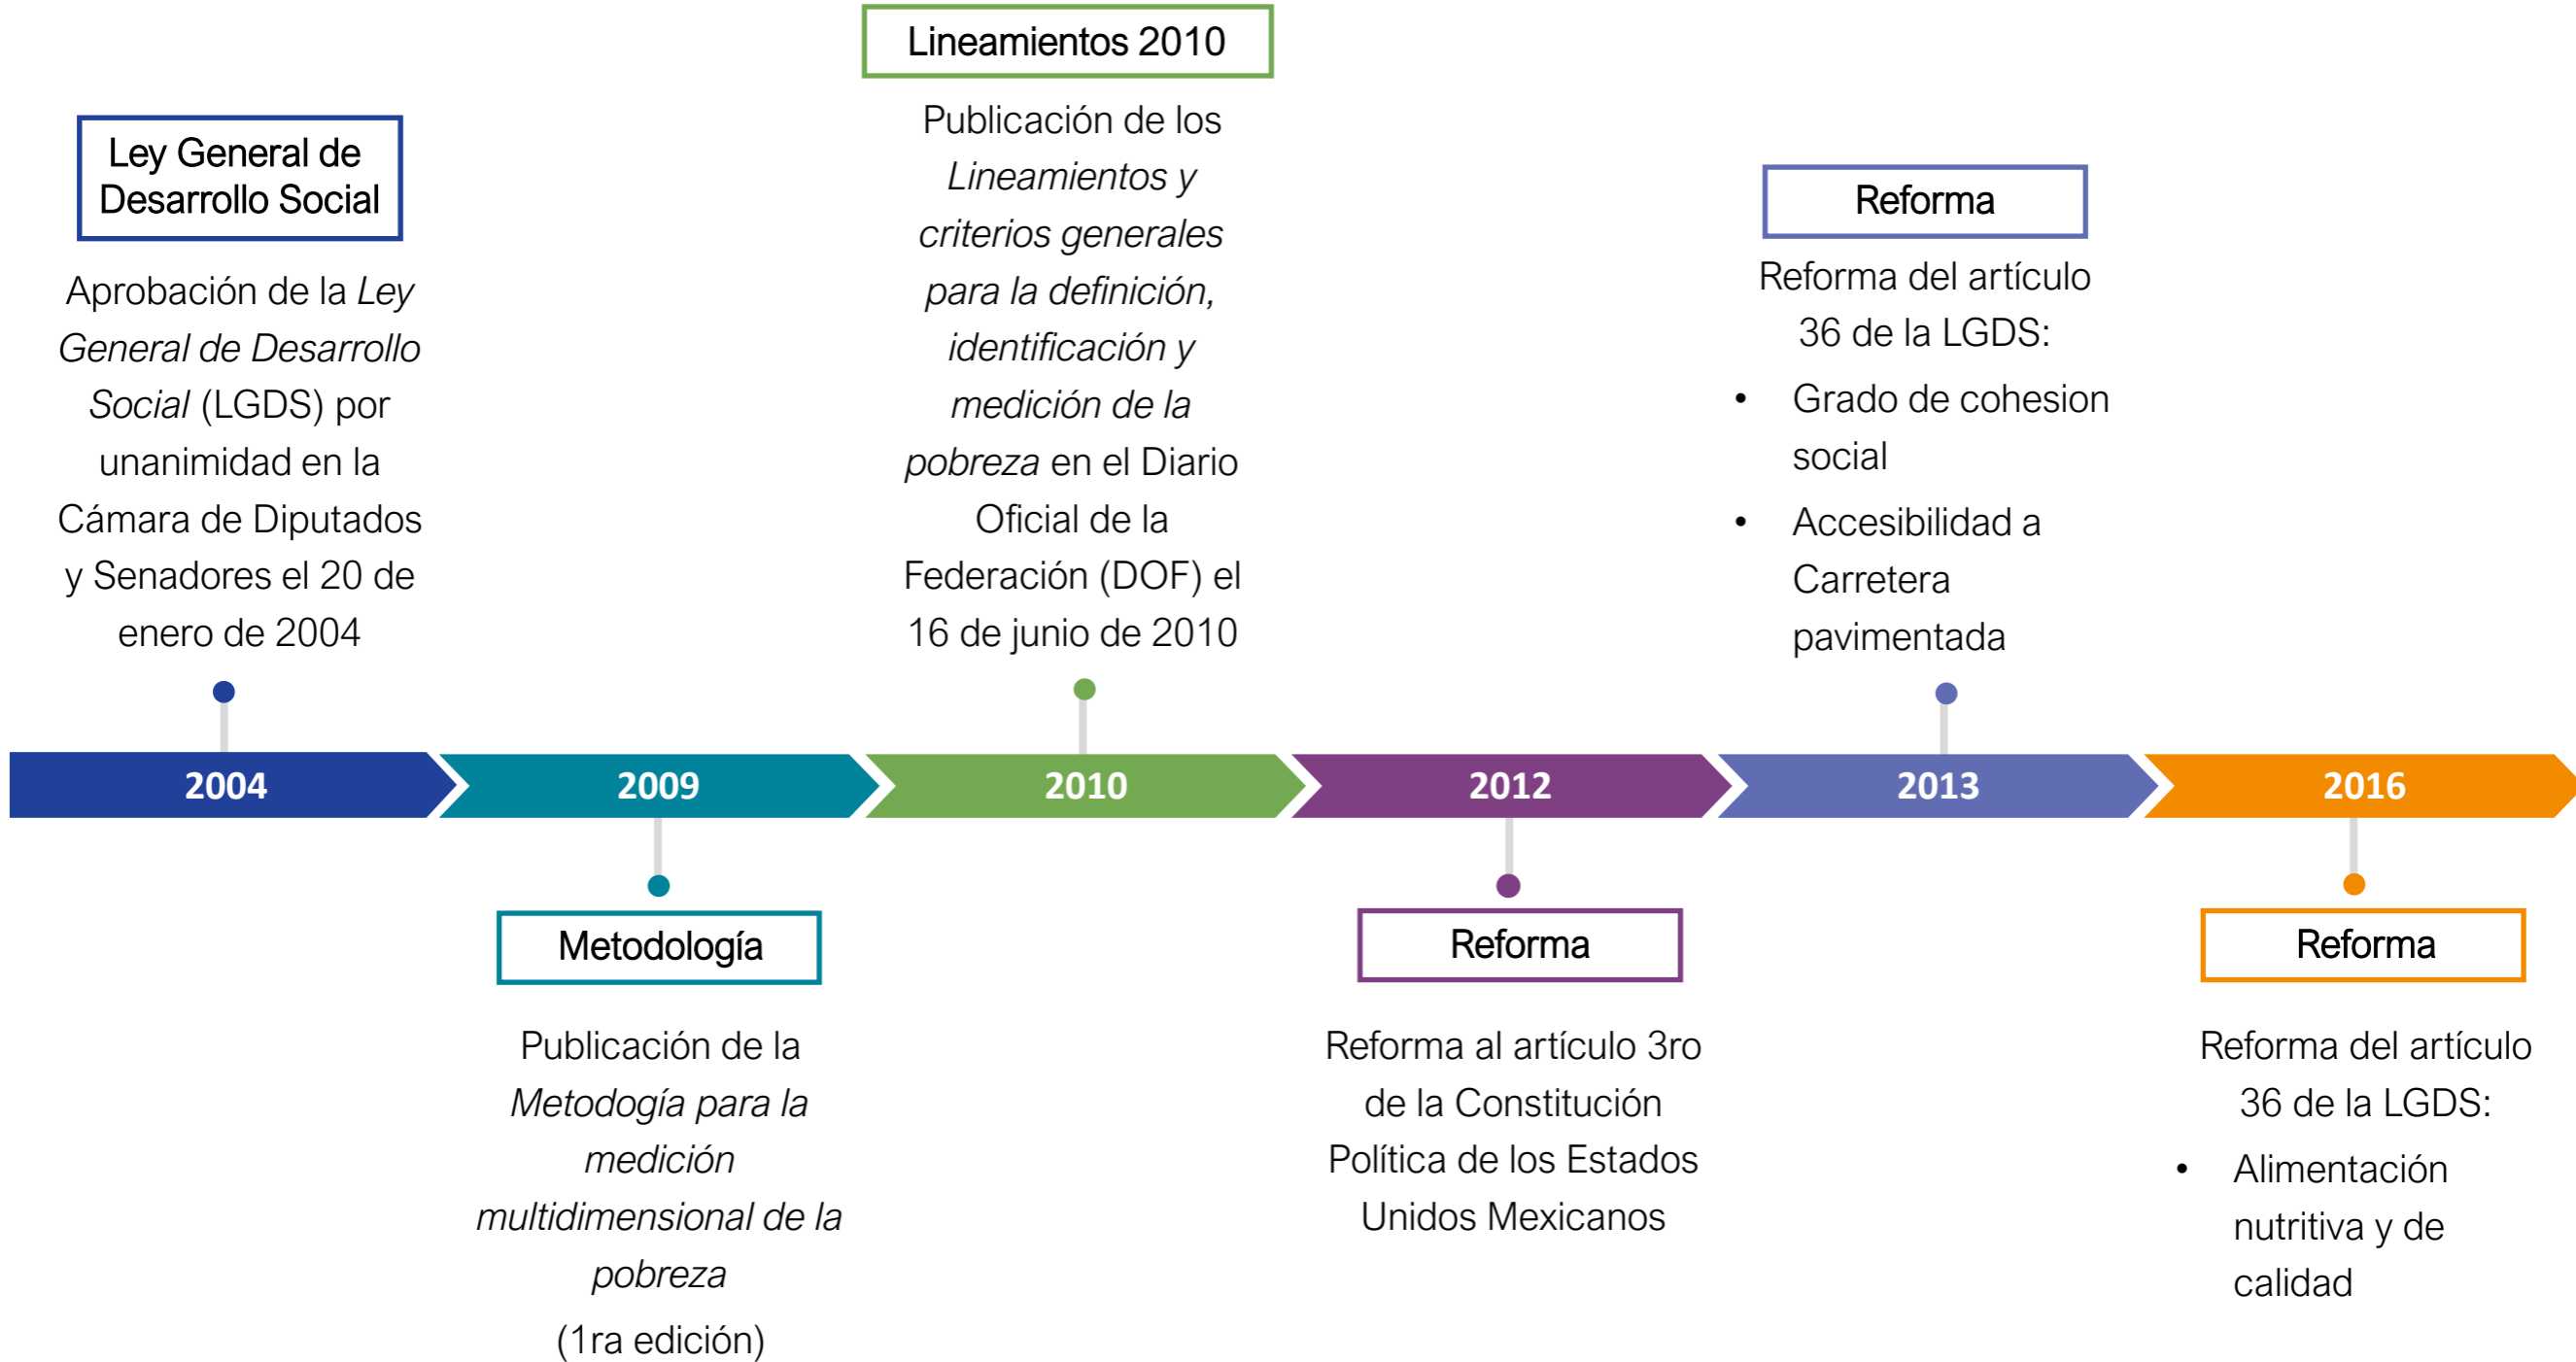 Ley General de
Desarrollo Social
Aprobación de la Ley
General de Desarrollo
Social (LGDS) por
unanimidad en la
Cámara de Diputados
y Senadores el 20 de
enero de 2004
2004
2009
Metodología
Publicación de la
Metodogía para la
medición
multidimensional de la
pobreza
(1ra edición)
Lineamientos 2010
Publicación de los
Lineamientos y
criterios generales
para la definición,
identificación y
medición de la
pobreza en el Diario
Oficial de la
Federación (DOF) el
16 de junio de 2010
2010
2012
Reforma
Reforma al artículo 3ro
de la Constitución
Política de los Estados
Unidos Mexicanos
Reforma
Reforma del artículo
36 de la LGDS:
• Grado de cohesion
social
• Accesibilidad a
Carretera
pavimentada
2013
2016
Reforma
Reforma del artículo
36 de la LGDS:
• Alimentación
nutritiva y de
calidad